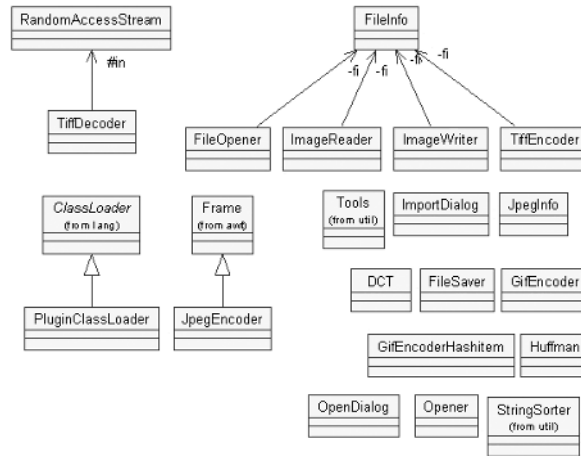 RandomAccessStream
FileInfo
#in
-fi
-fi
-fi
-fi
TiffDecoder
FileOpener
ImageReader
ImageWriter
TiffEncoder
ClassLoader
(from lang)
Frame
(from awt)
Tools
(from util)
ImportDialog
JpegInfo
DCT
FileSaver
GifEncoder
PluginClassLoader
JpegEncoder
GifEncoderHashitem
Huffman
OpenDialog
Opener
StringSorter
(from util)